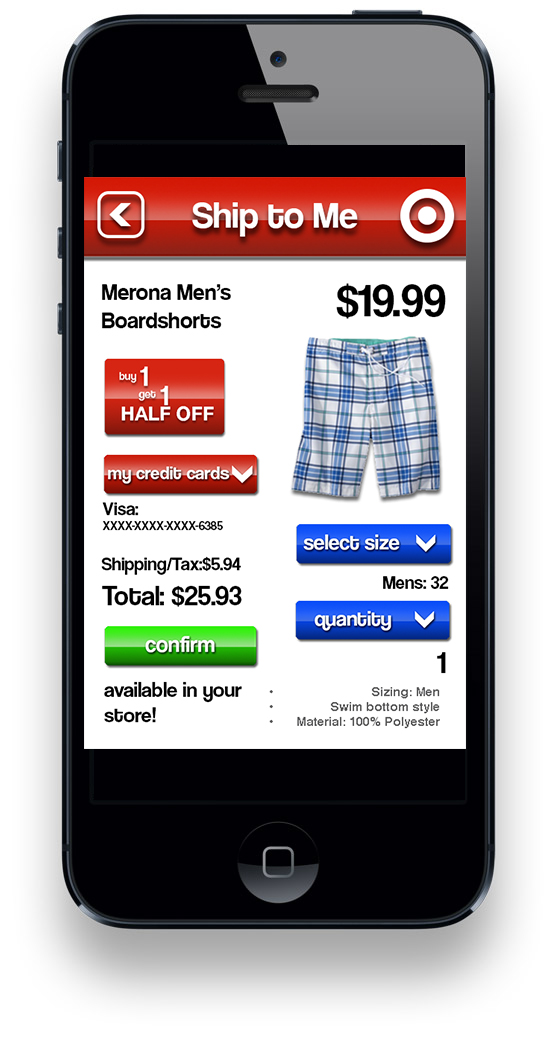 Ship to Me
Merona Men's
Boardshorts
$19.99
buy 1
get 1
HALF OFF
my credit cards
Visa:
XXXX-XXXX-XXXX-6385
Shipping/Tax:$5.94
Total: $25.93
confirm
available in your
store!
select size
Mens: 32
quantity
1
• Sizing: Men
• Swim bottom style
• Material: 100% Polyester